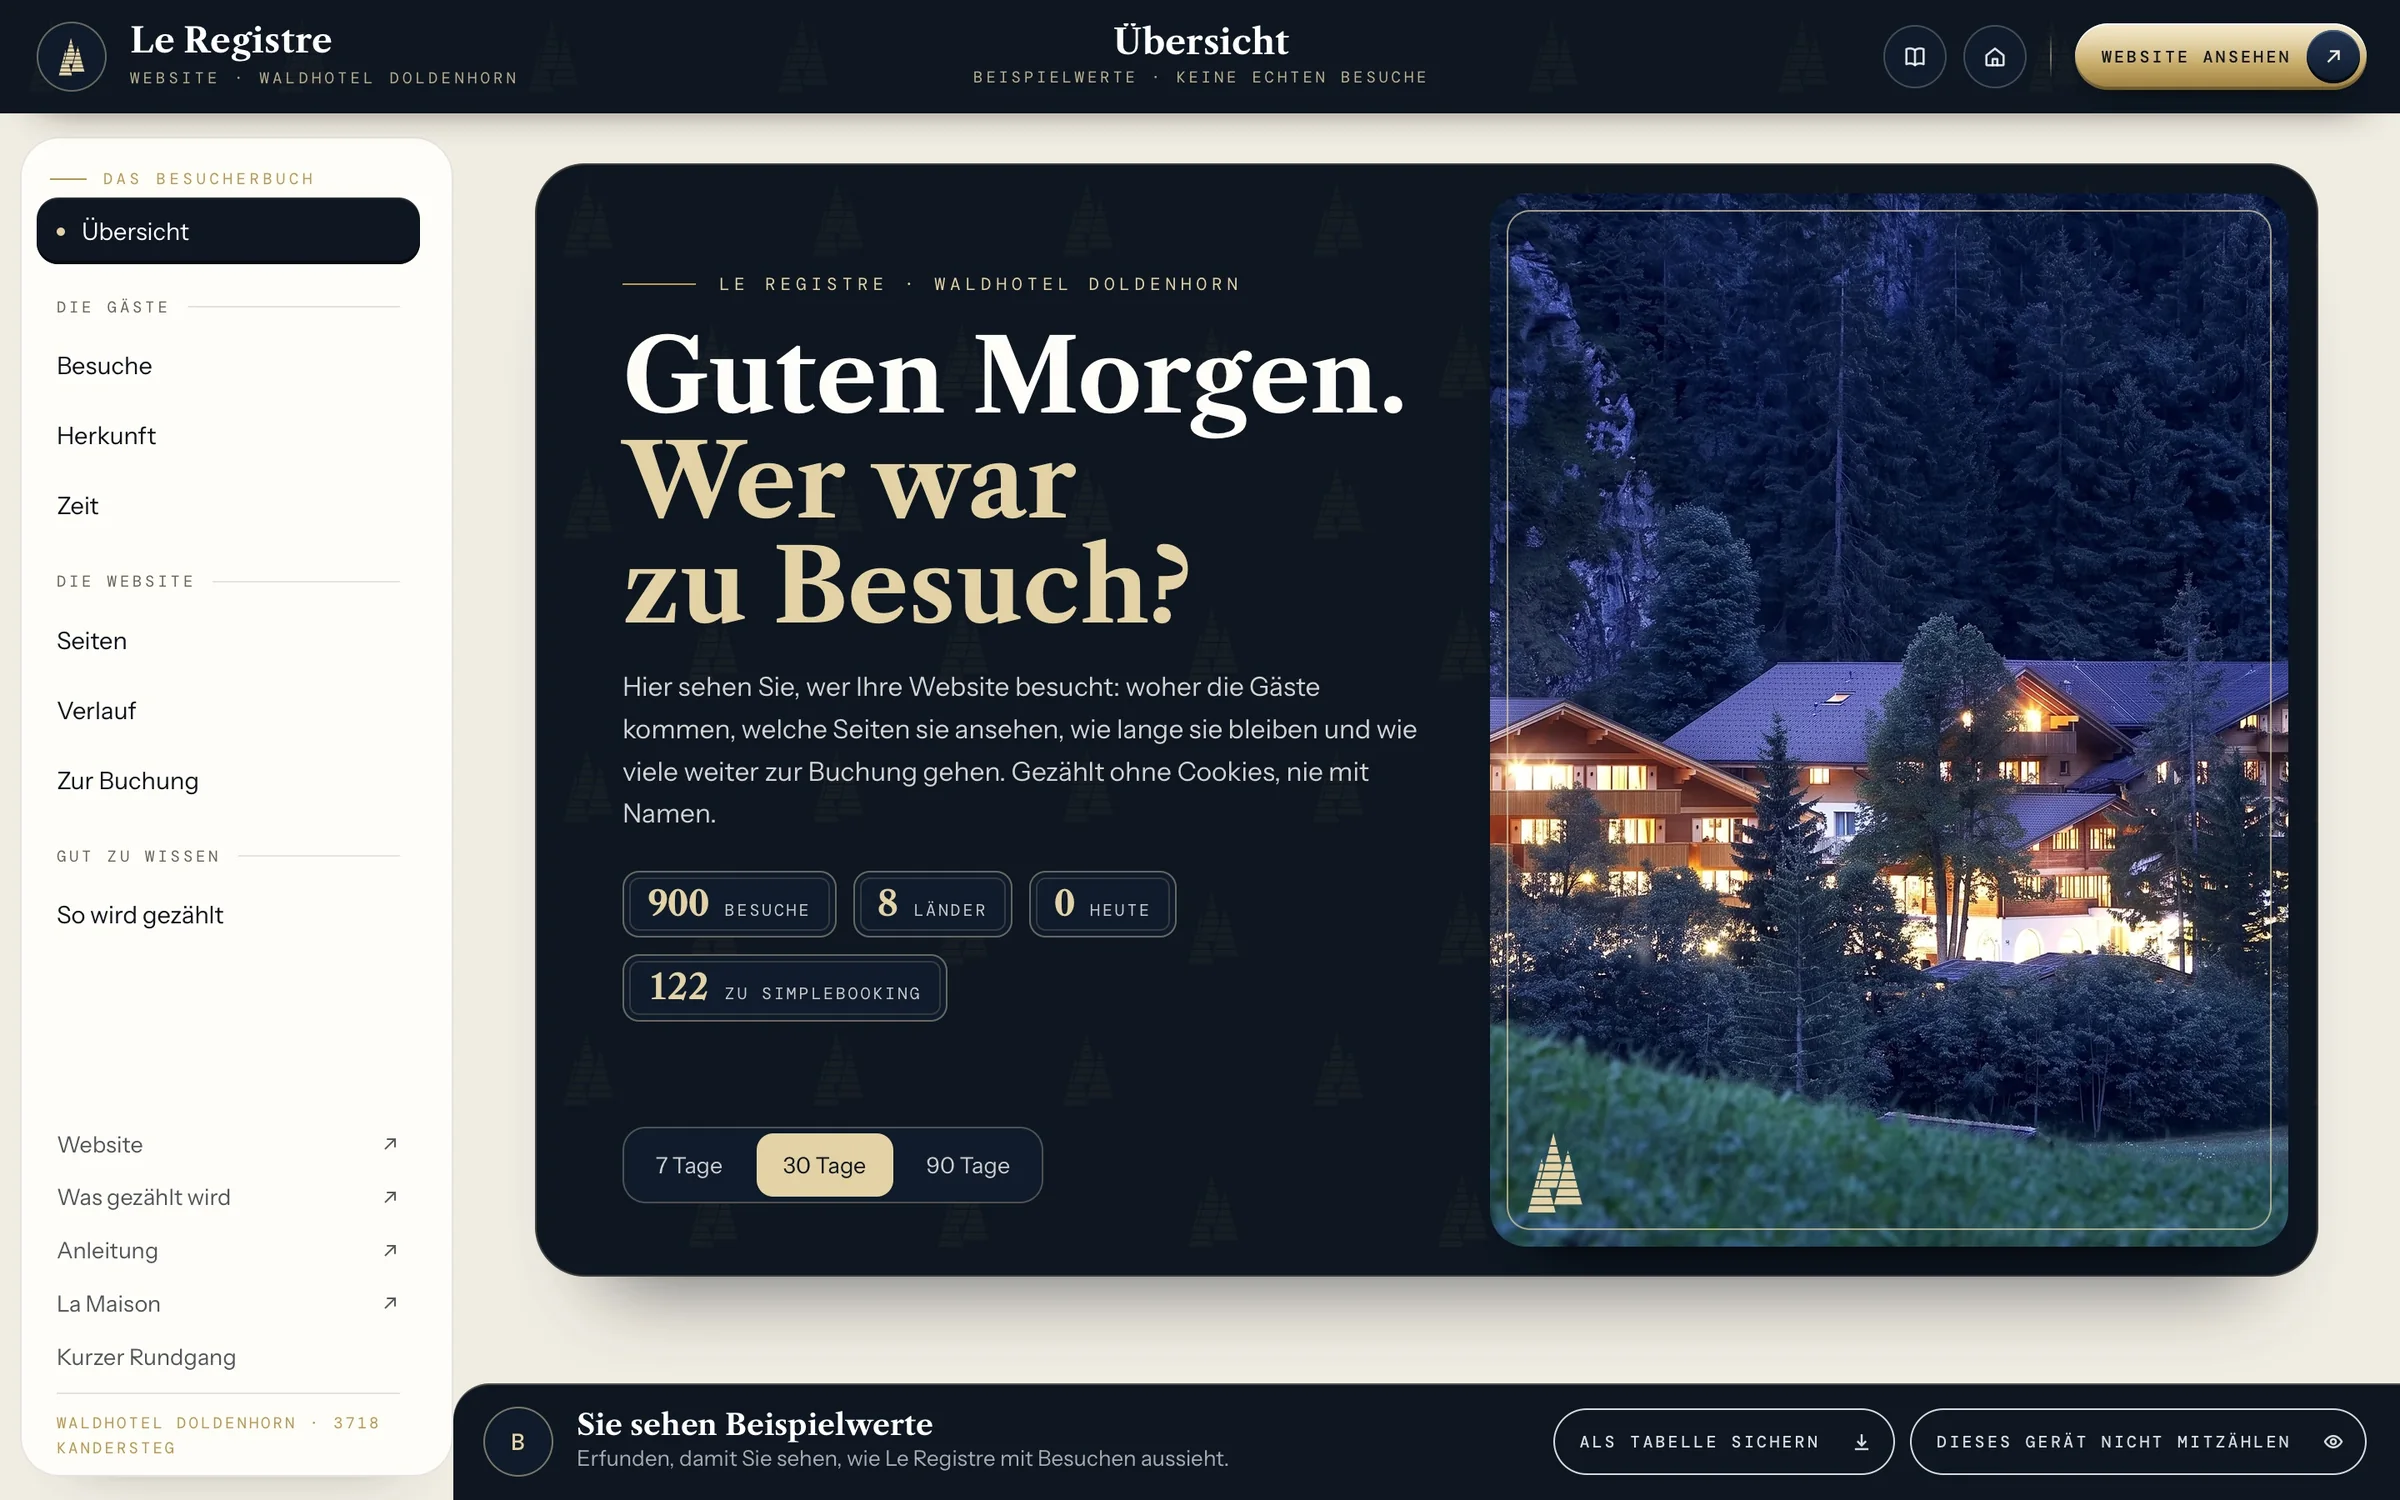 Le Registre
WEBSITE · WALDHOTEL DOLDENHORN
Übersicht
BEISPIELWERTE · KEINE ECHTEN BESUCHE
WEBSITE ANSEHEN
DAS BESUCHERBUCH
Übersicht
DIE GÄSTE
Besuche
Herkunft
Zeit
DIE WEBSITE
Seiten
Verlauf
Zur Buchung
GUT ZU WISSEN
So wird gezählt
Website
Was gezählt wird
Anleitung
La Maison
Kurzer Rundgang
WALDHOTEL DOLDENHORN · 3718
KANDERSTEG
LE REGISTRE · WALDHOTEL DOLDENHORN
Guten Morgen.
Wer war
zu Besuch?
Hier sehen Sie, wer Ihre Website besucht: woher die Gäste
kommen, welche Seiten sie ansehen, wie lange sie bleiben und wie
viele weiter zur Buchung gehen. Gezählt ohne Cookies, nie mit
Namen.
900 BESUCHE
8 LÄNDER
0 HEUTE
122 ZU SIMPLEBOOKING
7 Tage
30 Tage
90 Tage
B
Sie sehen Beispielwerte
Erfunden, damit Sie sehen, wie Le Registre mit Besuchen aussieht.
ALS TABELLE SICHERN
DIESES GERÄT NICHT MITZÄHLEN